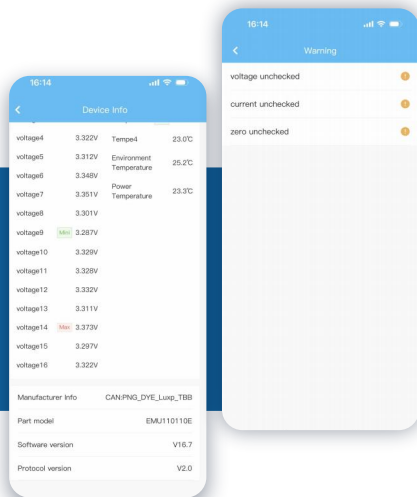 16:14
Device Info
voltage4 3.322V Tempe4 23.0°C
voltage5 3.312V Environment Temperature 25.2°C
voltage6 3.348V
voltage7 3.351V Power Temperature 23.3°C
voltage8 3.301V
voltage9 Min 3.287V
voltage10 3.329V
voltage11 3.328V
voltage12 3.332V
voltage13 3.311V
voltage14 Max 3.373V
voltage15 3.297V
voltage16 3.322V
Manufacturer Info CAN:PNG_DYE_Luxp_TBB
Part model EMU110110E
Software version V16.7
Protocol version V2.0
16:14
Warning
voltage unchecked
current unchecked
zero unchecked